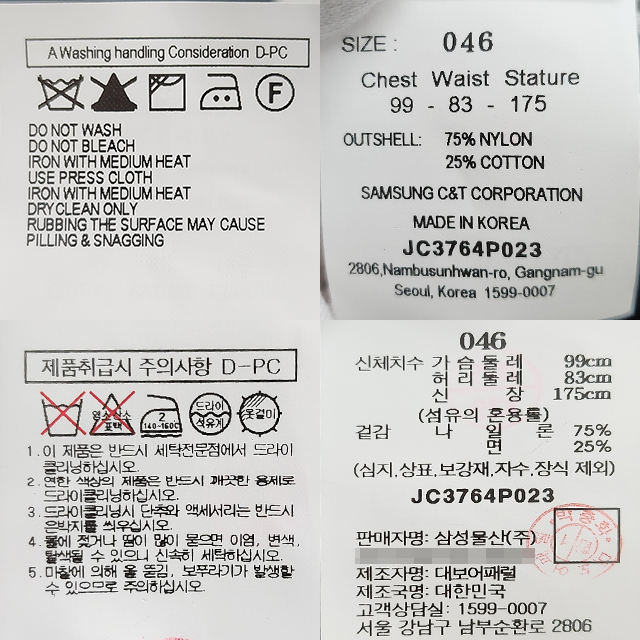 A Washing handling Consideration D-PC
F
DO NOT WASH
DO NOT BLEACH
IRON WITH MEDIUM HEAT
USE PRESS CLOTH
IRON WITH MEDIUM HEAT
DRYCLEAN ONLY
RUBBING THE SURFACE MAY CAUSE
PILLING & SNAGGING
SIZE : 046
Chest Waist Stature
99 - 83 - 175
OUTSHELL: 75% NYLON
25% COTTON
SAMSUNG C&T CORPORATION
MADE IN KOREA
JC3764P023
2806,Nambusunhwan-ro, Gangnam-gu
Seoul, Korea 1599-0007
제품취급시 주의사항 D-PC
염소산소
표백
2
140~160℃
드라이
석유계
옷걸이
1. 이 제품은 반드시 세탁전문점에서 드라이
클리닝하십시오.
2. 연한 색상의 제품은 반드시 깨끗한 용제로
드라이클리닝하십시오.
3. 드라이클리닝시 단추와 액세서리는 반드시
은박지를 씌우십시오.
4. 물에 젖거나 땀이 많이 묻으면 이염, 변색,
탈색될 수 있으니 신속히 세탁하십시오.
5. 마찰에 의해 올 뜯김, 보푸라기가 발생할
수 있으므로 주의하십시오.
046
신체치수 가슴둘레 99cm
허리둘레 83cm
신장 175cm
(섬유의 혼용률)
겉감 나일론 75%
면 25%
(심지,상표,보강재,자수,장식 제외)
JC3764P023
판매자명: 삼성물산(주)
제조자명: 대보어패럴
제조국명: 대한민국
고객상담실: 1599-0007
서울 강남구 남부순환로 2806